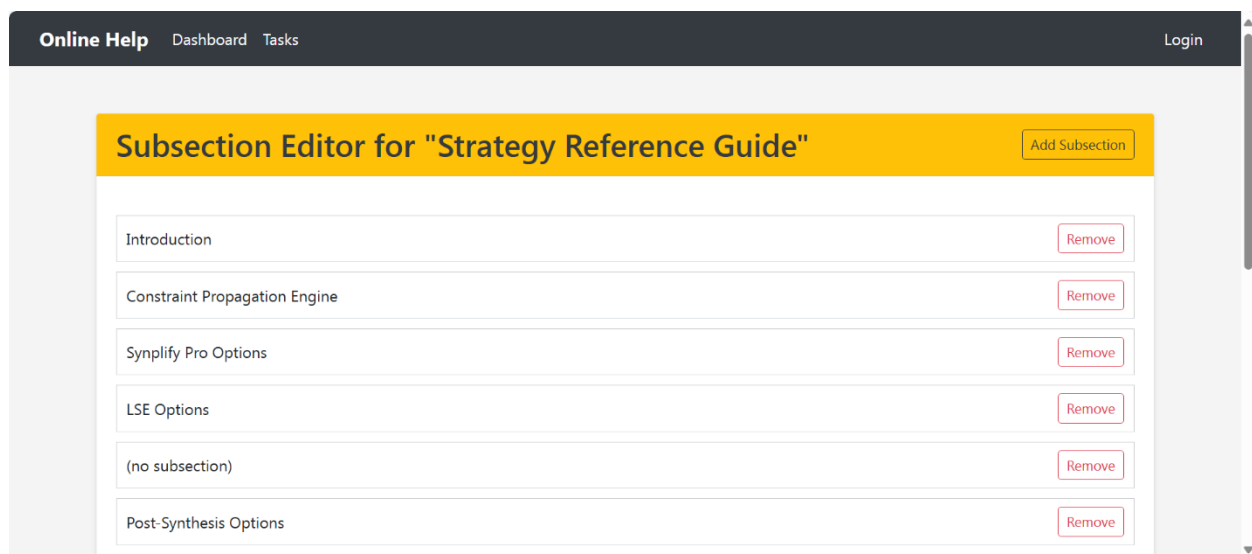 Online Help Dashboard Tasks Login
Subsection Editor for "Strategy Reference Guide" Add Subsection
Introduction Remove
Constraint Propagation Engine Remove
Synplify Pro Options Remove
LSE Options Remove
(no subsection) Remove
Post-Synthesis Options Remove